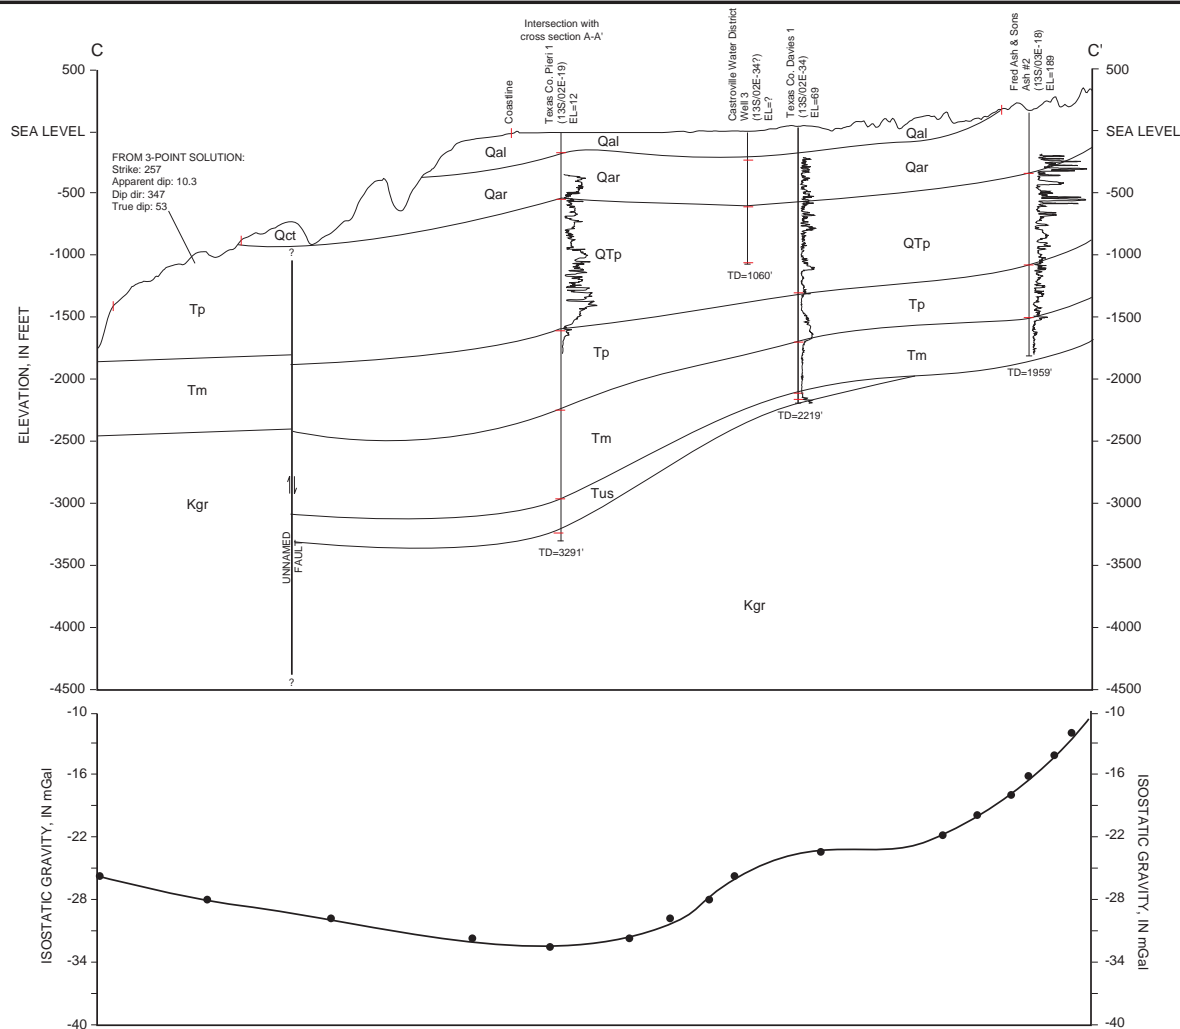 Intersection with
cross section A-A'
C
C'
Coastline
Texas Co. Pieri 1
(13S/02E-19)
EL=12
Castroville Water District
Well 3
(13S/02E-34?)
EL=?
Texas Co. Davies 1
(13S/02E-34)
EL=69
Fred Ash & Sons
Ash #2
(13S/03E-18)
EL=189
500
500
SEA LEVEL
SEA LEVEL
Qal
Qal
Qal
FROM 3-POINT SOLUTION:
Strike: 257
Apparent dip: 10.3
Dip dir: 347
True dip: 53
Qar
Qar
Qar
-500
-500
Qct
?
QTp
QTp
-1000
-1000
TD=1060'
Tp
Tp
-1500
-1500
Tp
Tm
TD=1959'
-2000
-2000
Tm
TD=2219'
Tm
-2500
-2500
ELEVATION, IN FEET
Kgr
Tus
-3000
-3000
UNNAMED
FAULT
TD=3291'
-3500
-3500
Kgr
-4000
-4000
?
-4500
-4500
-10
-10
-16
-16
-22
-22
-28
-28
-34
-34
-40
-40
ISOSTATIC GRAVITY, IN mGal
ISOSTATIC GRAVITY, IN mGal